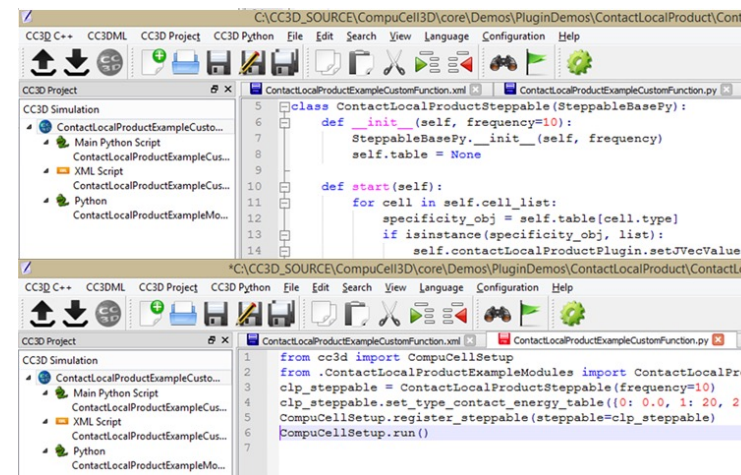 C:\CC3D_SOURCE\CompuCell3D\core\Demos\PluginDemos\ContactLocalProduct\Cont
CC3D C++ CC3DML CC3D Project CC3D Python File Edit Search View Language Configuration Help
CC3D Project
ContactLocalProductExampleCustomFunction.xml ContactLocalProductExampleCustomFunction.py
CC3D Simulation
ContactLocalProductExampleCusto...
Main Python Script
ContactLocalProductExampleCus...
XML Script
ContactLocalProductExampleCus...
Python
ContactLocalProductExampleMo...
5 class ContactLocalProductSteppable(SteppableBasePy):
6 def __init__(self, frequency=10):
7 SteppableBasePy.__init__(self, frequency)
8 self.table = None
9
10 def start(self):
11 for cell in self.cell_list:
12 specificity_obj = self.table[cell.type]
13 if isinstance(specificity_obj, list):
14 self.contactLocalProductPlugin.setJVecValue
*C:\CC3D_SOURCE\CompuCell3D\core\Demos\PluginDemos\ContactLocalProduct\ContactL
CC3D C++ CC3DML CC3D Project CC3D Python File Edit Search View Language Configuration Help
CC3D Project
ContactLocalProductExampleCustomFunction.xml ContactLocalProductExampleCustomFunction.py
CC3D Simulation
ContactLocalProductExampleCusto...
Main Python Script
ContactLocalProductExampleCus...
XML Script
ContactLocalProductExampleCus...
Python
ContactLocalProductExampleMo...
1 from cc3d import CompuCellSetup
2 from .ContactLocalProductExampleModules import ContactLocalPr
3 clp_steppable = ContactLocalProductSteppable(frequency=10)
4 clp_steppable.set_type_contact_energy_table({0: 0.0, 1: 20, 2
5 CompuCellSetup.register_steppable(steppable=clp_steppable)
6 CompuCellSetup.run()
7